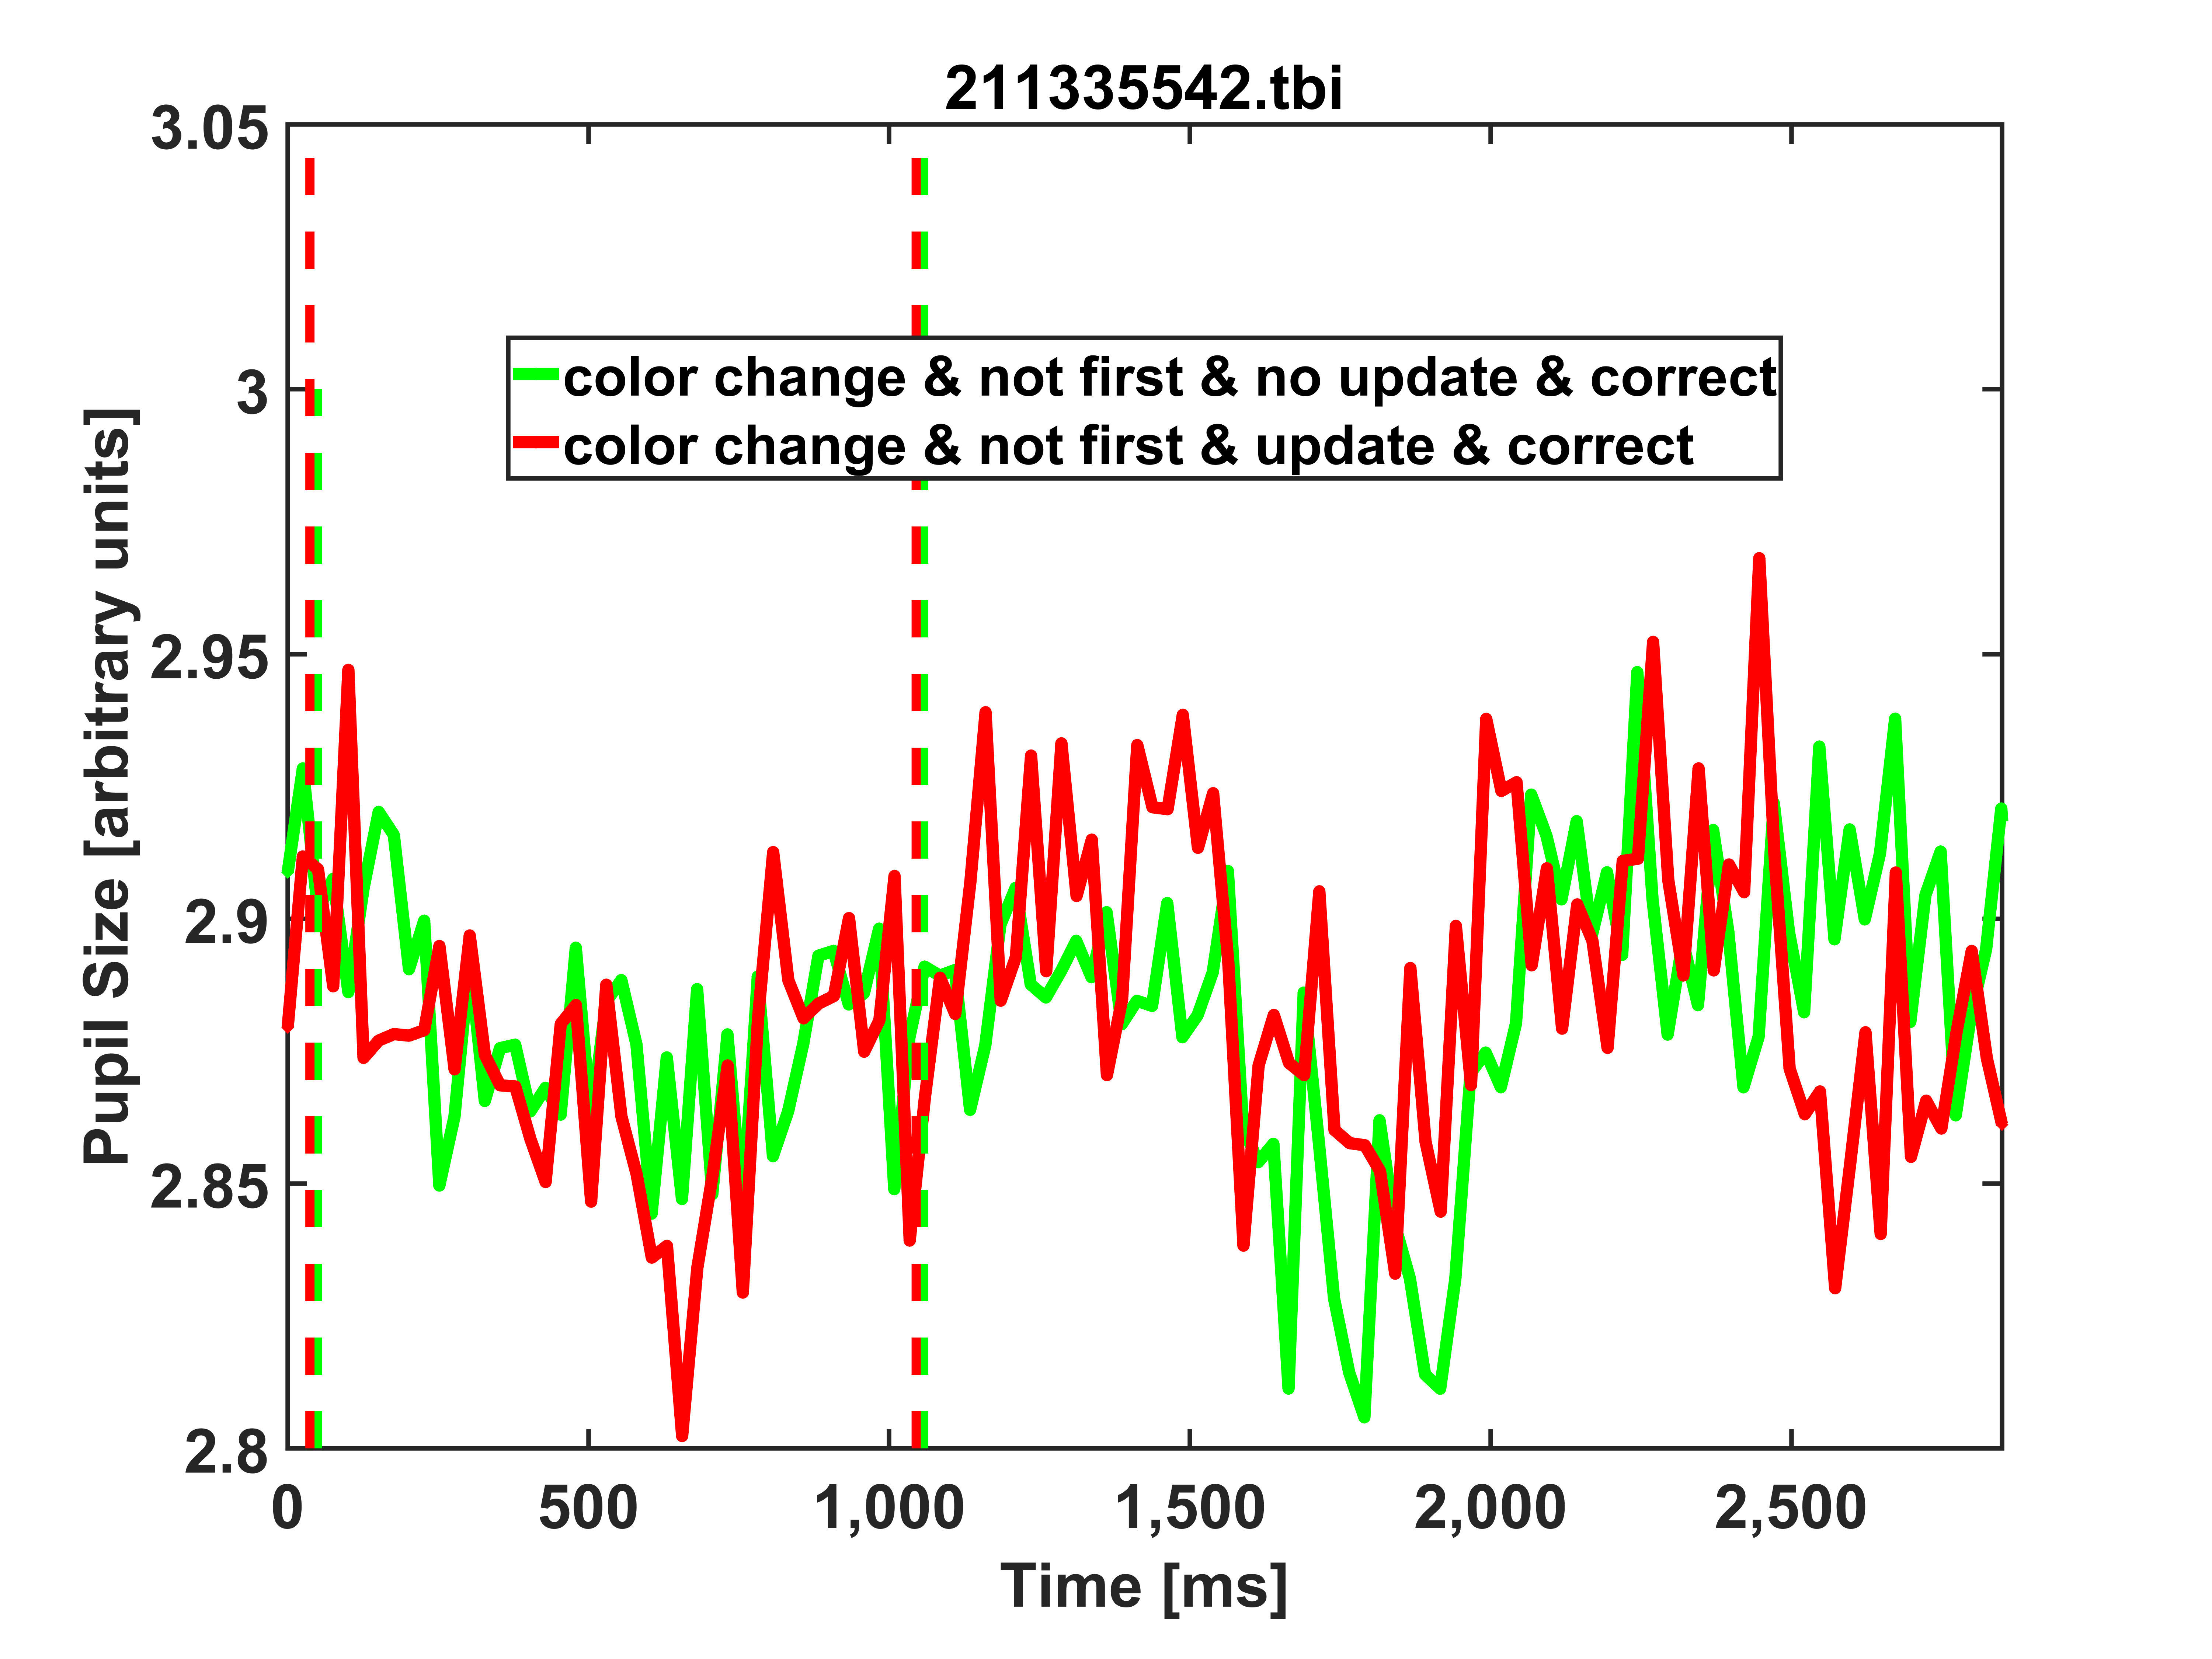 211335542.tbi
3.05
3
2.95
2.9
2.85
2.8
Pupil Size [arbitrary units]
color change & not first & no update & correct
color change & not first & update & correct
0 500 1,000 1,500 2,000 2,500
Time [ms]